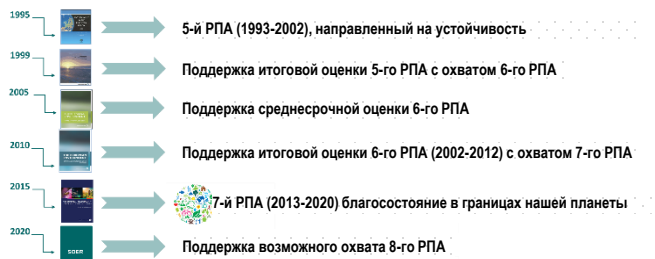 1995
5-й РПА (1993-2002), направленный на устойчивость
1999
Поддержка итоговой оценки 5-го РПА с охватом 6-го РПА
2005
Поддержка среднесрочной оценки 6-го РПА
2010
Поддержка итоговой оценки 6-го РПА (2002-2012) с охватом 7-го РПА
2015
7-й РПА (2013-2020) благосостояние в границах нашей планеты
2020
SOER
Поддержка возможного охвата 8-го РПА